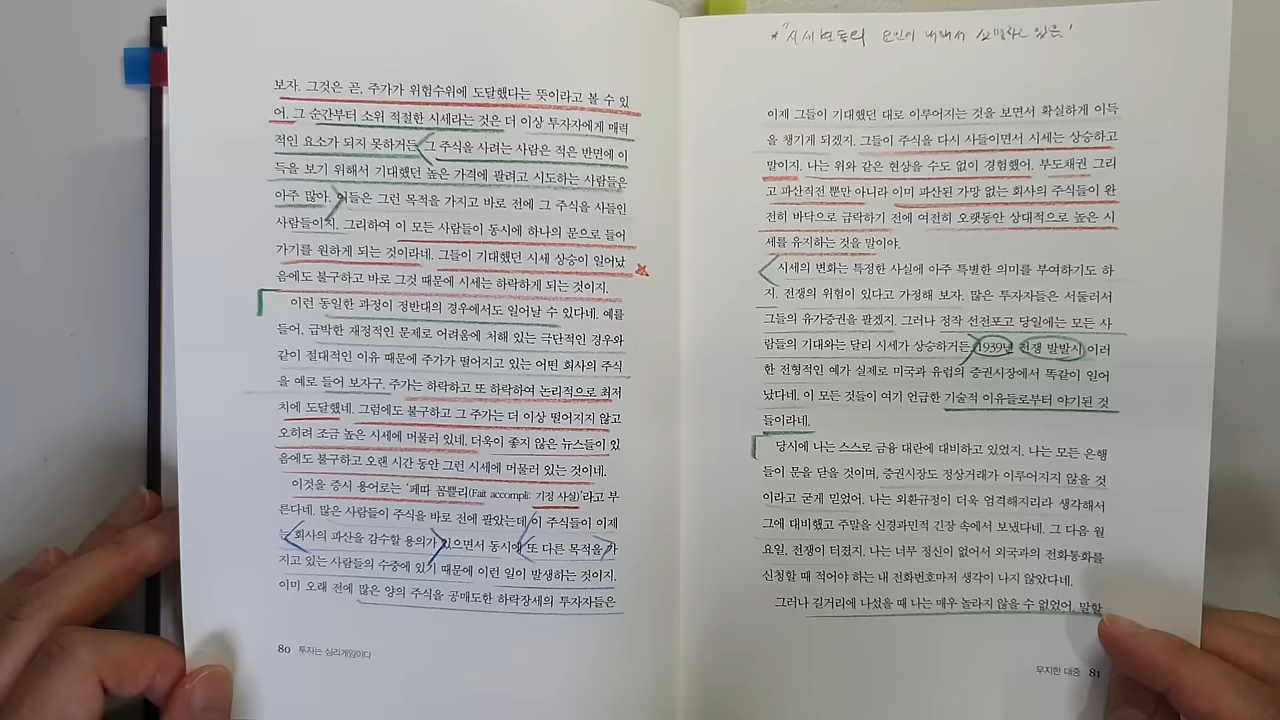 보자. 그것은 곧, 주가가 위험수위에 도달했다는 뜻이라고 볼 수 있
어. 그 순간부터 소위 적절한 시세라는 것은 더 이상 투자자에게 매력
적인 요소가 되지 못하거든. 그 주식을 사려는 사람은 적은 반면에 이
득을 보기 위해서 기대했던 높은 가격에 팔려고 시도하는 사람들은
아주 많아. 이들은 그런 목적을 가지고 바로 전에 그 주식을 사들인
사람들이지. 그리하여 이 모든 사람들이 동시에 하나의 문으로 들어
가기를 원하게 되는 것이라네. 그들이 기대했던 시세 상승이 일어났
음에도 불구하고 바로 그것 때문에 시세는 하락하게 되는 것이지.
이런 동일한 과정이 정반대의 경우에서도 일어날 수 있다네. 예를
들어, 급박한 재정적인 문제로 어려움에 처해 있는 극단적인 경우와
같이 절대적인 이유 때문에 주가가 떨어지고 있는 어떤 회사의 주식
을 예로 들어 보자구. 주가는 하락하고 또 하락하여 논리적으로 최저
치에 도달했네. 그럼에도 불구하고 그 주가는 더 이상 떨어지지 않고
오히려 조금 높은 시세에 머물러 있네. 더욱이 좋지 않은 뉴스들이 있
음에도 불구하고 오랜 시간 동안 그런 시세에 머물러 있는 것이네.
이것을 증시 용어로는 '페따 꼼쁠리(Fait accompli: 기정 사실)'라고 부
른다네. 많은 사람들이 주식을 바로 전에 팔았는데 이 주식들이 이제
는 회사의 파산을 감수할 용의가 있으면서 동시에 또 다른 목적을 가
지고 있는 사람들의 수중에 있기 때문에 이런 일이 발생하는 것이지.
이미 오래 전에 많은 양의 주식을 공매도한 하락장세의 투자자들은
80 투자는 심리게임이다
*"시세변동의 요인에 대해서 설명하고 있음"
이제 그들이 기대했던 대로 이루어지는 것을 보면서 확실하게 이득
을 챙기게 되겠지. 그들이 주식을 다시 사들이면서 시세는 상승하고
말이지. 나는 위와 같은 현상을 수도 없이 경험했어. 부도채권 그리
고 파산직전 뿐만 아니라 이미 파산된 가망 없는 회사의 주식들이 완
전히 바닥으로 급락하기 전에 여전히 오랫동안 상대적으로 높은 시
세를 유지하는 것을 말이야.
시세의 변화는 특정한 사실에 아주 특별한 의미를 부여하기도 하
지. 전쟁의 위험이 있다고 가정해 보자. 많은 투자자들은 서둘러서
그들의 유가증권을 팔겠지. 그러나 정작 선전포고 당일에는 모든 사
람들의 기대와는 달리 시세가 상승하거든. 1939년 전쟁 발발시 이러
한 전형적인 예가 실제로 미국과 유럽의 증권시장에서 똑같이 일어
났다네. 이 모든 것들이 여기 언급한 기술적 이유들로부터 야기된 것
들이라네.
당시에 나는 스스로 금융 대란에 대비하고 있었지. 나는 모든 은행
들이 문을 닫을 것이며, 증권시장도 정상거래가 이루어지지 않을 것
이라고 굳게 믿었어. 나는 외환규정이 더욱 엄격해지리라 생각해서
그에 대비했고 주말을 신경과민적 긴장 속에서 보냈다네. 그 다음 월
요일, 전쟁이 터졌지. 나는 너무 정신이 없어서 외국과의 전화통화를
신청할 때 적어야 하는 내 전화번호마저 생각이 나지 않았다네.
그러나 길거리에 나섰을 때 나는 매우 놀라지 않을 수 없었어. 말할
무지한 대중 81